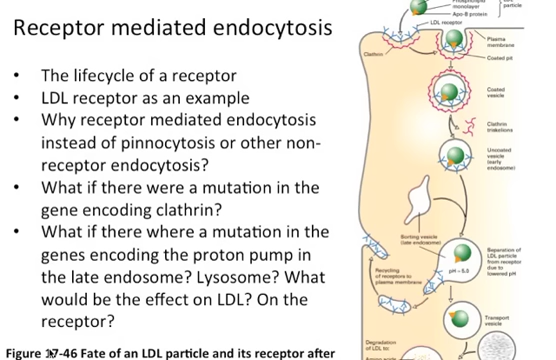 Receptor mediated endocytosis
• The lifecycle of a receptor
• LDL receptor as an example
• Why receptor mediated endocytosis
instead of pinnocytosis or other non-
receptor endocytosis?
• What if there were a mutation in the
gene encoding clathrin?
• What if there where a mutation in the
genes encoding the proton pump in
the late endosome? Lysosome? What
would be the effect on LDL? On the
receptor?
Figure 17-46 Fate of an LDL particle and its receptor after
monolayer
Apo-B protein
particle
LDL receptor
Plasma
membrane
Clathrin
Coated pit
Coated
vesicle
Clathrin
triskelions
Uncoated
vesicle
(early
endosome)
Sorting vesicle
(late endosome)
Separation of
LDL particle
from receptor
due to
lowered pH
pH ~5.0
Recycling
of receptors to
plasma membrane
Transport
vesicle
Degradation
of LDL to: